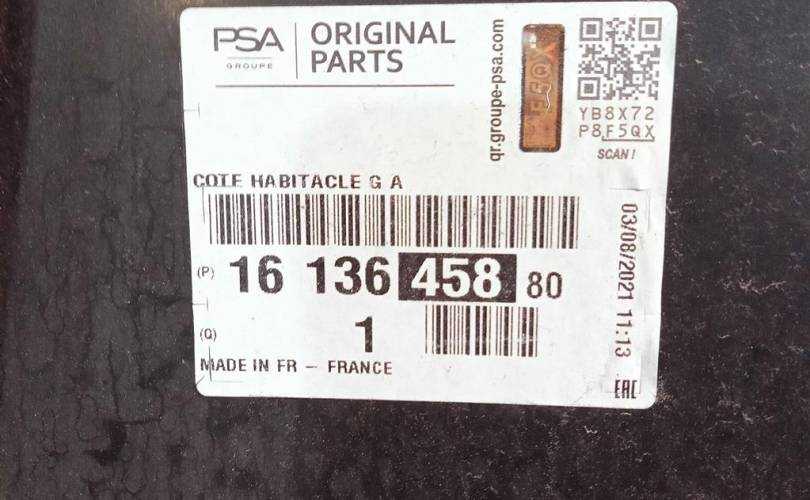 PSA
GROUPE
ORIGINAL
PARTS
qr.groupe-psa.com
F5QX
YB8X72
P8F5QX
SCAN!
COTE HABITACLE G A
(P) 16 136 458 80
(Q) 1
MADE IN FR - FRANCE
03/08/2021 11:13
EAC